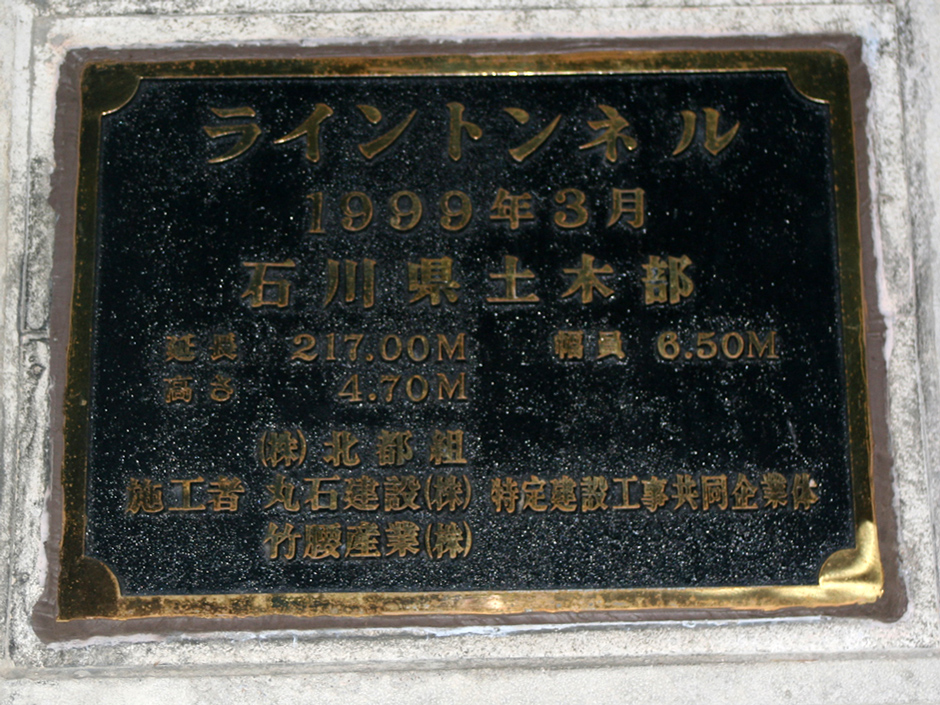 ライントンネル
1999年3月
石川県土木部
延長 217.00M 幅員 6.50M
高さ 4.70M
㈱北都組
施工者 丸石建設㈱ 特定建設工事共同企業体
竹腰産業㈱